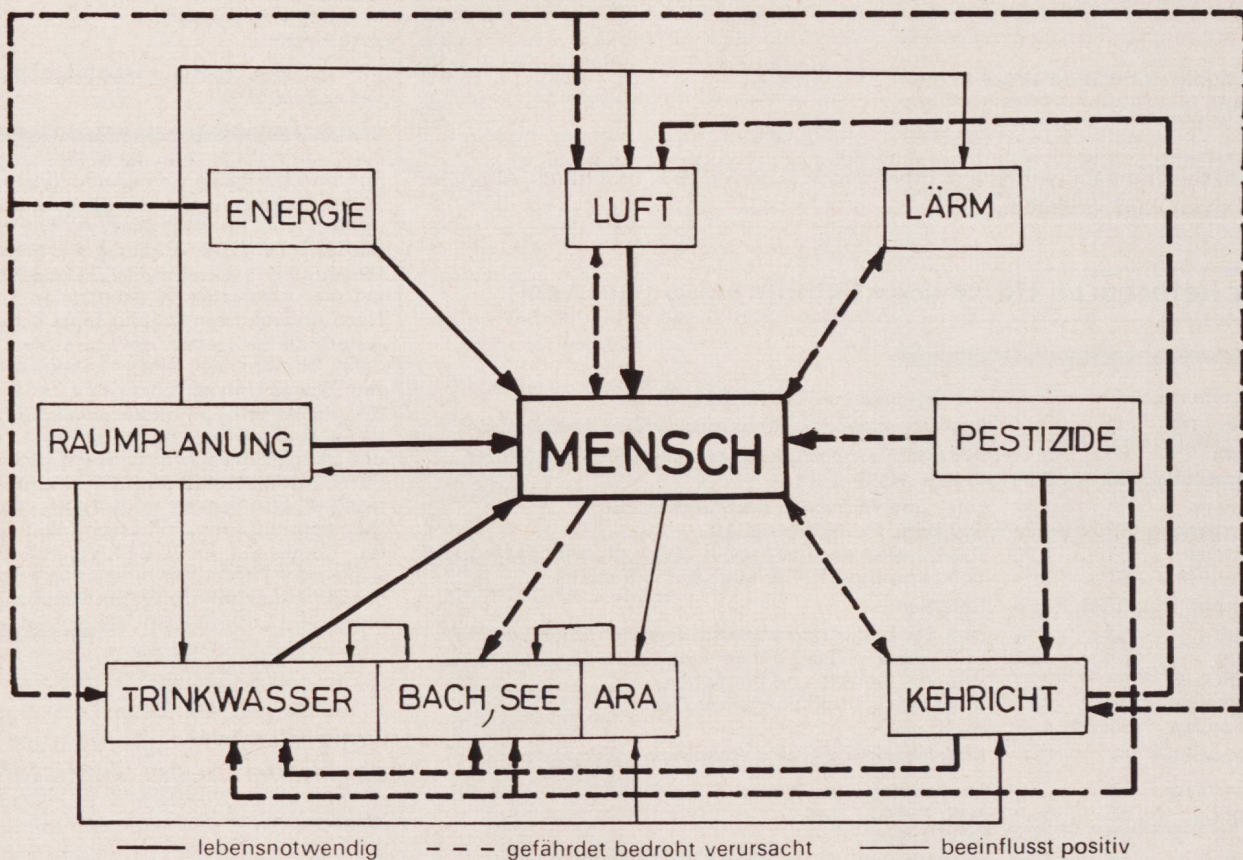 ENERGIE
LUFT
LÄRM
RAUMPLANUNG
MENSCH
PESTIZIDE
TRINKWASSER
BACH, SEE
ARA
KEHRICHT
lebensnotwendig
gefährdet bedroht verursacht
beeinflusst positiv